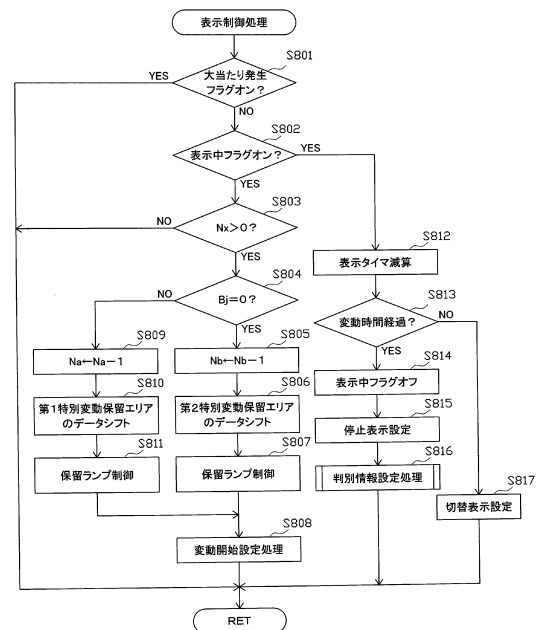 表示制御処理
S801
大当たり発生
フラグオン?
YES
NO
S802
表示中フラグオン?
YES
YES
S803
Nx>0?
NO
YES
S804
Bj=0?
NO
YES
S809
Na←Na-1
S810
第1特別変動保留エリア
のデータシフト
S811
保留ランプ制御
S805
Nb←Nb-1
S806
第2特別変動保留エリア
のデータシフト
S807
保留ランプ制御
S808
変動開始設定処理
S812
表示タイマ減算
S813
変動時間経過?
NO
YES
S814
表示中フラグオフ
S815
停止表示設定
S816
判別情報設定処理
S817
切替表示設定
RET